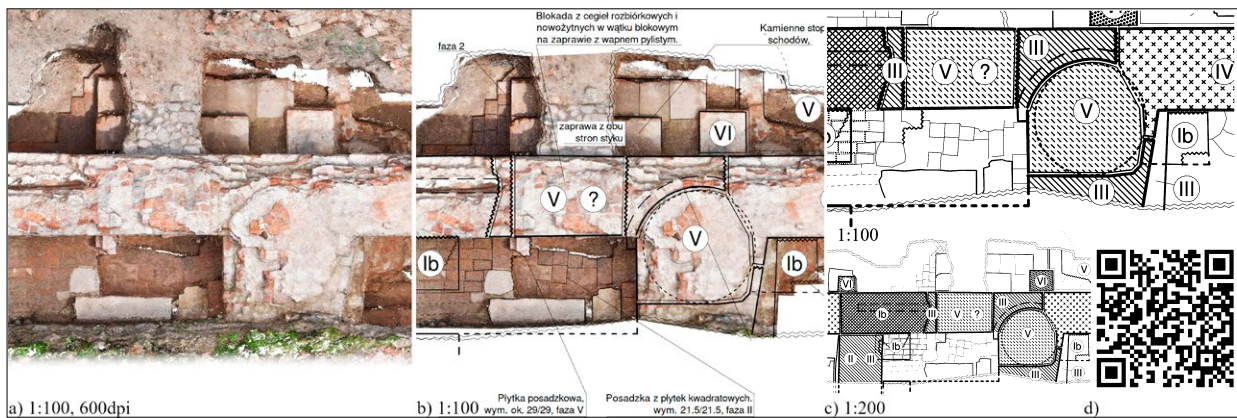 a) 1:100, 600dpi
Blokada z cegieł rozbiórkowych i
nowożytnych w wątku blokowym
na zaprawie z wapnem pylistym.
Kamienne stop
schodów,
faza 2
zaprawa z obu
stron styku
VI
V
V
?
V
Ib
Ib
Płytka posadzkowa,
wym. ok. 29/29, faza V
Posadzka z płytek kwadratowych.
wym. 21.5/21.5, faza II
b) 1:100
III
V
?
III
IV
V
Ib
III
III
1:100
VI
VI
V
Ib
III
V
?
III
V
II
III
Ib
III
Ib
III
c) 1:200
d)